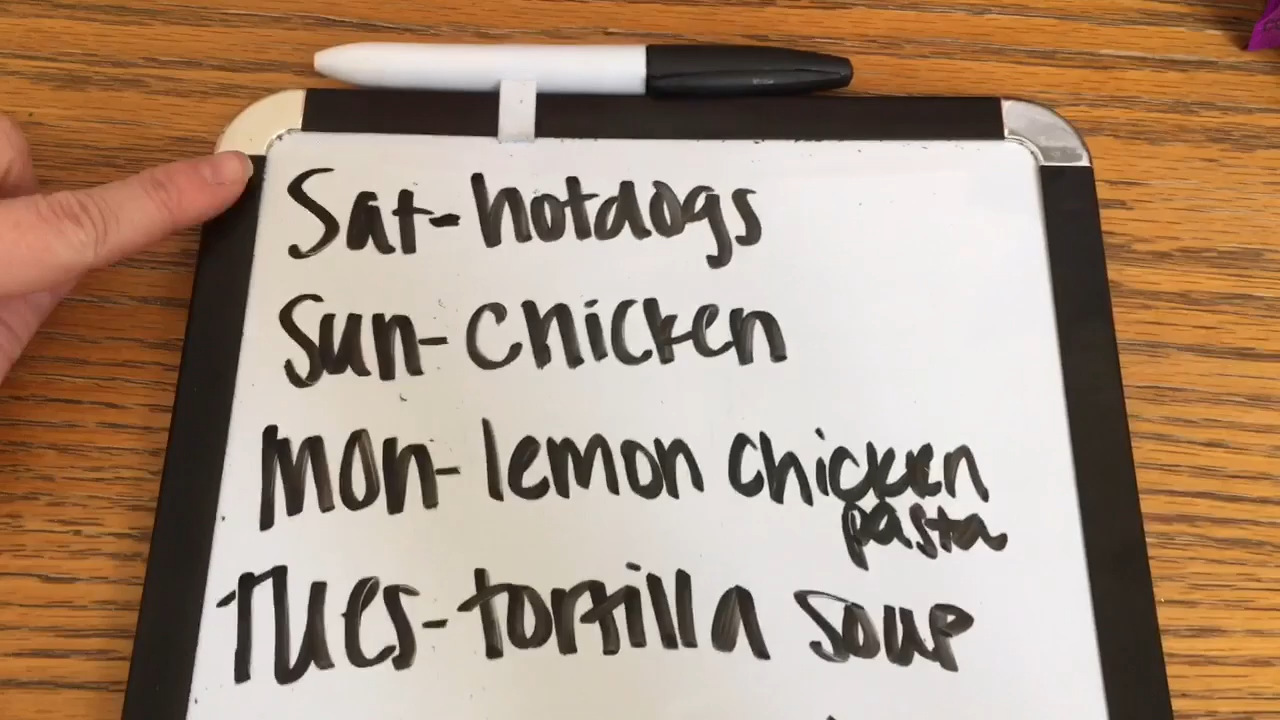 Sat-hotdogs
Sun-chicken
Mon-lemon chicken
pasta
Tues-tortilla soup